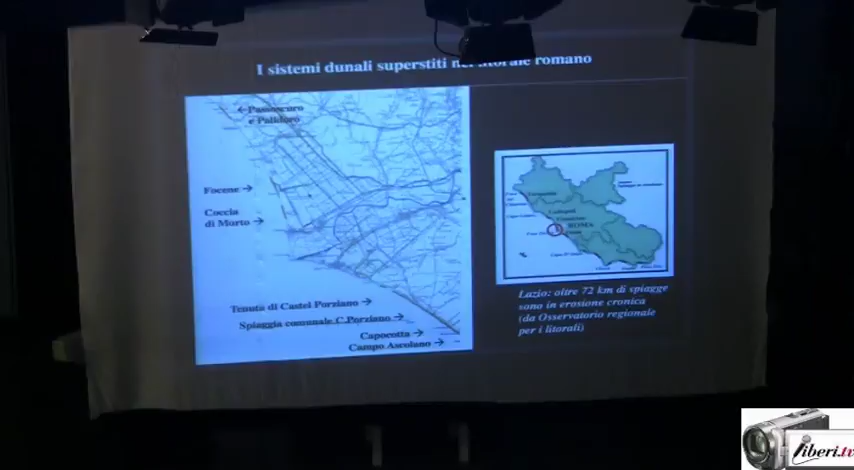 I sistemi dunali superstiti nel litorale romano
← Passoscuro
e Palidoro
Focene →
Coccia
di Morto →
Tenuta di Castel Porziano →
Spiaggia comunale C.Porziano →
Capocotta →
Campo Ascolano →
ROMA
Lazio: oltre 72 km di spiagge
sono in erosione cronica
(da Osservatorio regionale
per i litorali)
liberi.tv